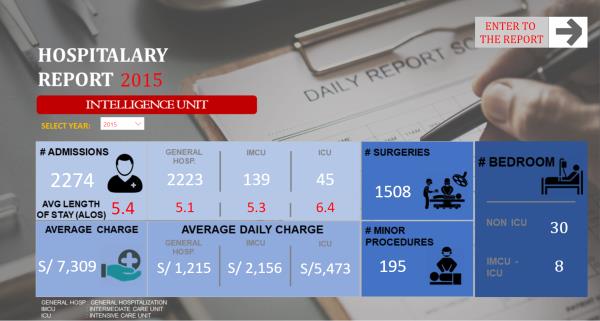 ENTER TO
THE REPORT
HOSPITALARY
REPORT 2015
INTELLIGENCE UNIT
SELECT YEAR: 2015
DAILY REPORT
# ADMISSIONS
2274
AVG LENGTH
OF STAY (ALOS) 5.4
GENERAL
HOSP.
IMCU
ICU
2223 139 45
5.1 5.3 6.4
# SURGERIES
1508
# BEDROOM
NON ICU 30
IMCU -
ICU
8
AVERAGE CHARGE
S/ 7,309
AVERAGE DAILY CHARGE
GENERAL
HOSP.
IMCU
ICU
S/ 1,215 S/ 2,156 S/5,473
# MINOR
PROCEDURES
195
GENERAL HOSP: GENERAL HOSPITALIZATION
IMCU : INTERMEDIATE CARE UNIT
ICU : INTENSIVE CARE UNIT